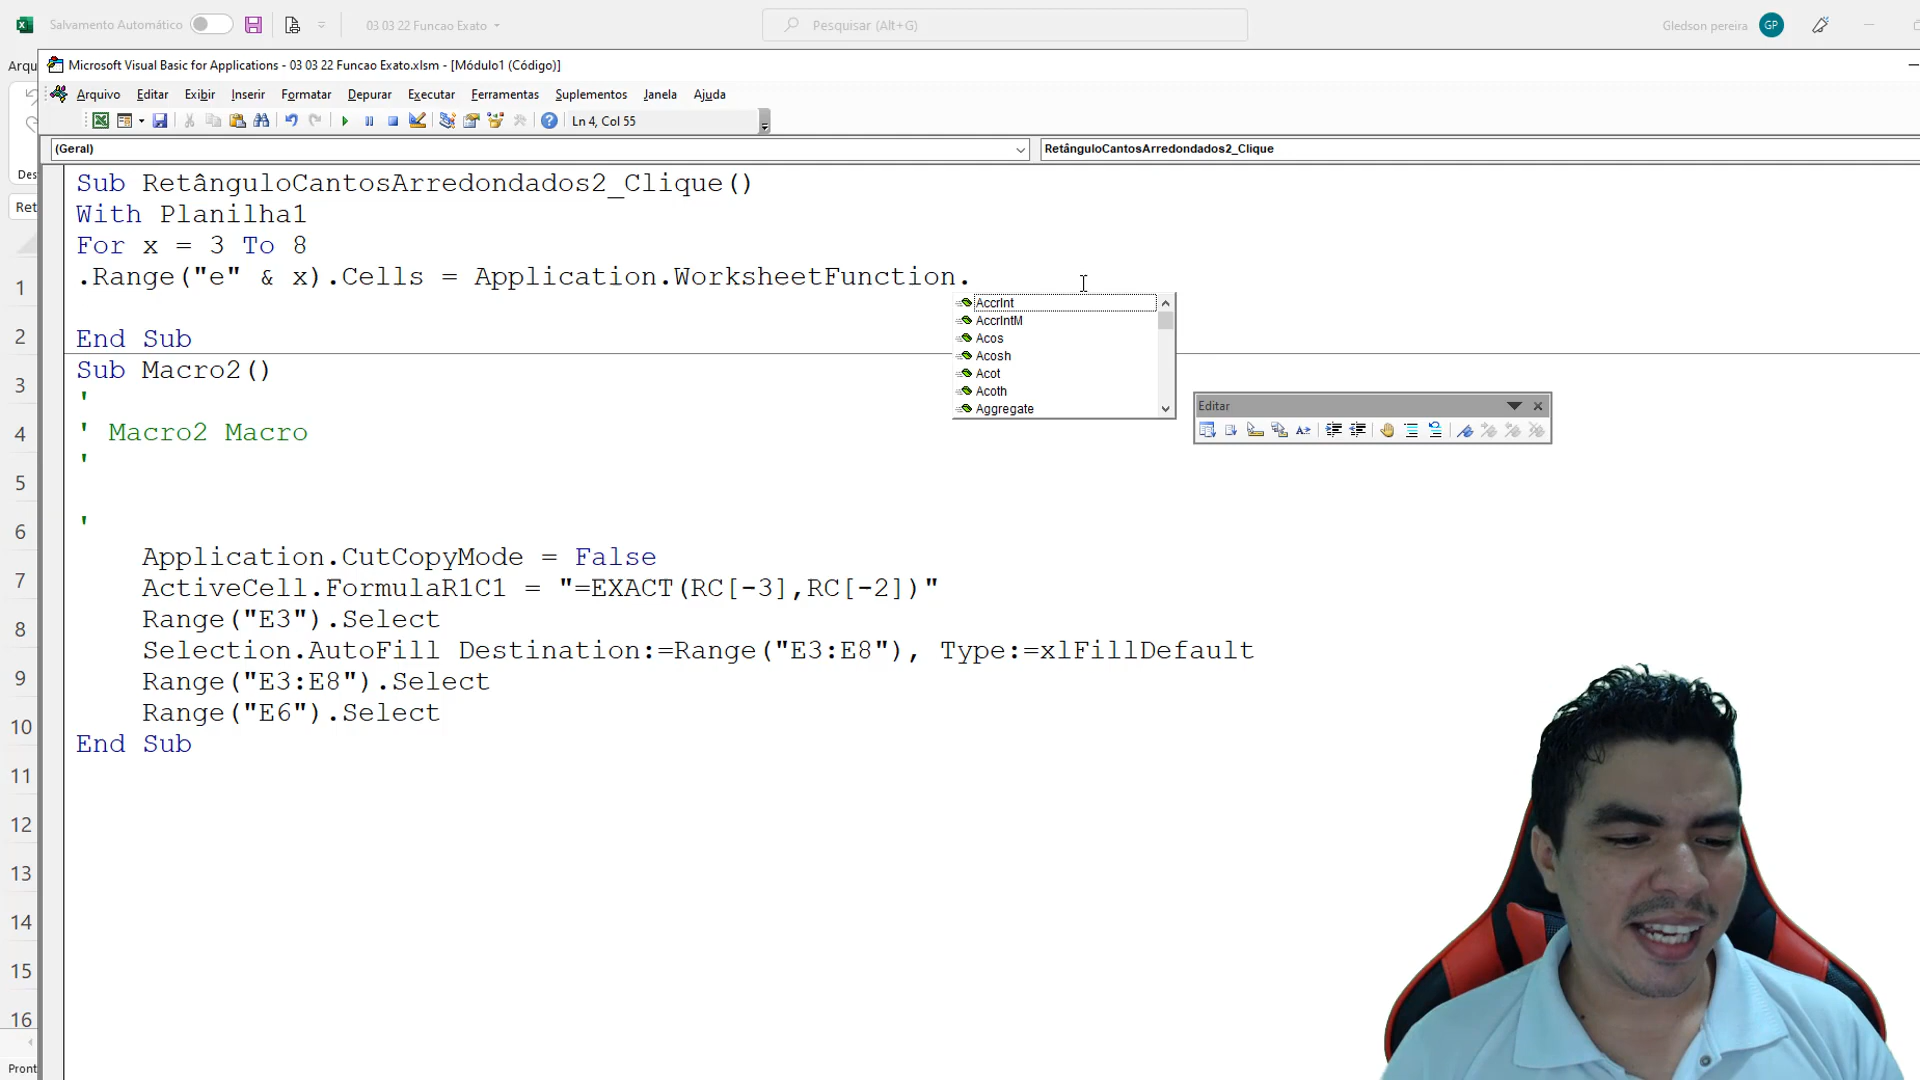 Salvamento Automático
03 03 22 Funcao Exato
Pesquisar (Alt+G)
Gledson pereira
GP
Arqu
Microsoft Visual Basic for Applications - 03 03 22 Funcao Exato.xlsm - [Módulo1 (Código)]
Arquivo Editar Exibir Inserir Formatar Depurar Executar Ferramentas Suplementos Janela Ajuda
Ln 4, Col 55
(Geral)
RetânguloCantosArredondados2_Clique
Des
Ret
Sub RetânguloCantosArredondados2_Clique()
With Planilha1
For x = 3 To 8
.Range("e" & x).Cells = Application.WorksheetFunction.
AccrInt
AccrIntM
Acos
Acosh
Acot
Acoth
Aggregate
End Sub
Sub Macro2()
'
' Macro2 Macro
'
'
Application.CutCopyMode = False
ActiveCell.FormulaR1C1 = "=EXACT(RC[-3],RC[-2])"
Range("E3").Select
Selection.AutoFill Destination:=Range("E3:E8"), Type:=xlFillDefault
Range("E3:E8").Select
Range("E6").Select
End Sub
Editar
1
2
3
4
5
6
7
8
9
10
11
12
13
14
15
16
Pront